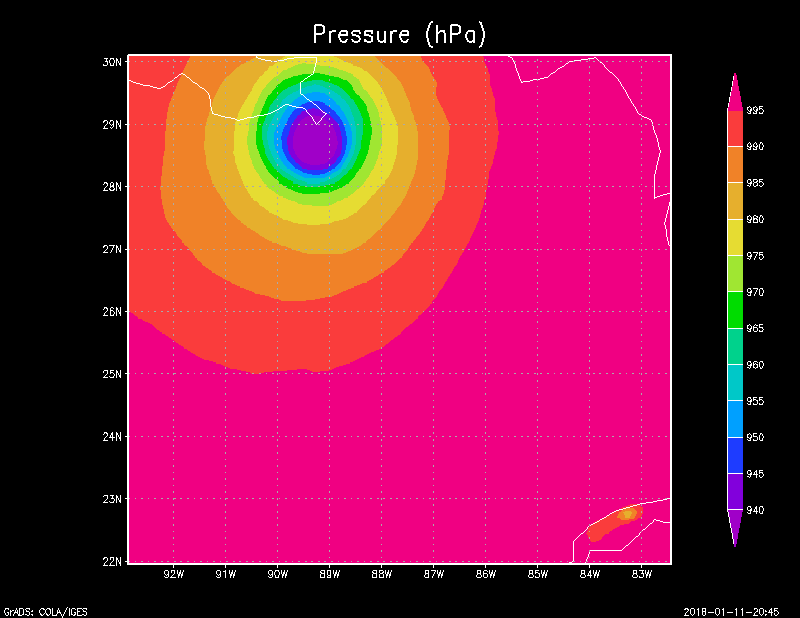 Pressure (hPa)
30N
29N
28N
27N
26N
25N
24N
23N
22N
92W 91W 90W 89W 88W 87W 86W 85W 84W 83W
995
990
985
980
975
970
965
960
955
950
945
940
GrADS: COLA/IGES
2018-01-11-20:45